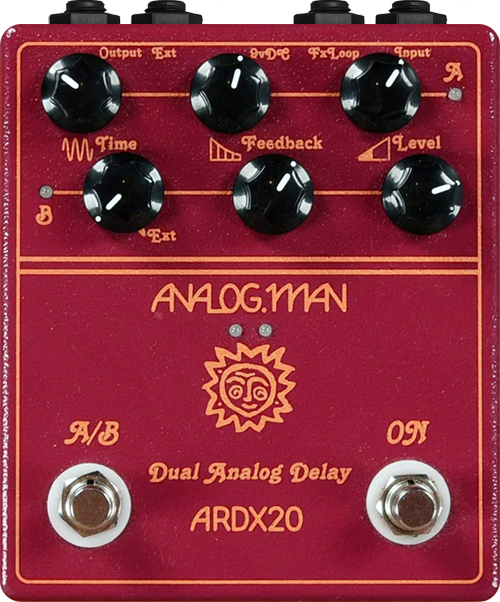 Output Ext 9vDC FxLoop Input
A
Time Feedback Level
B
Ext
ANALOG.MAN
A/B ON
Dual Analog Delay
ARDX20